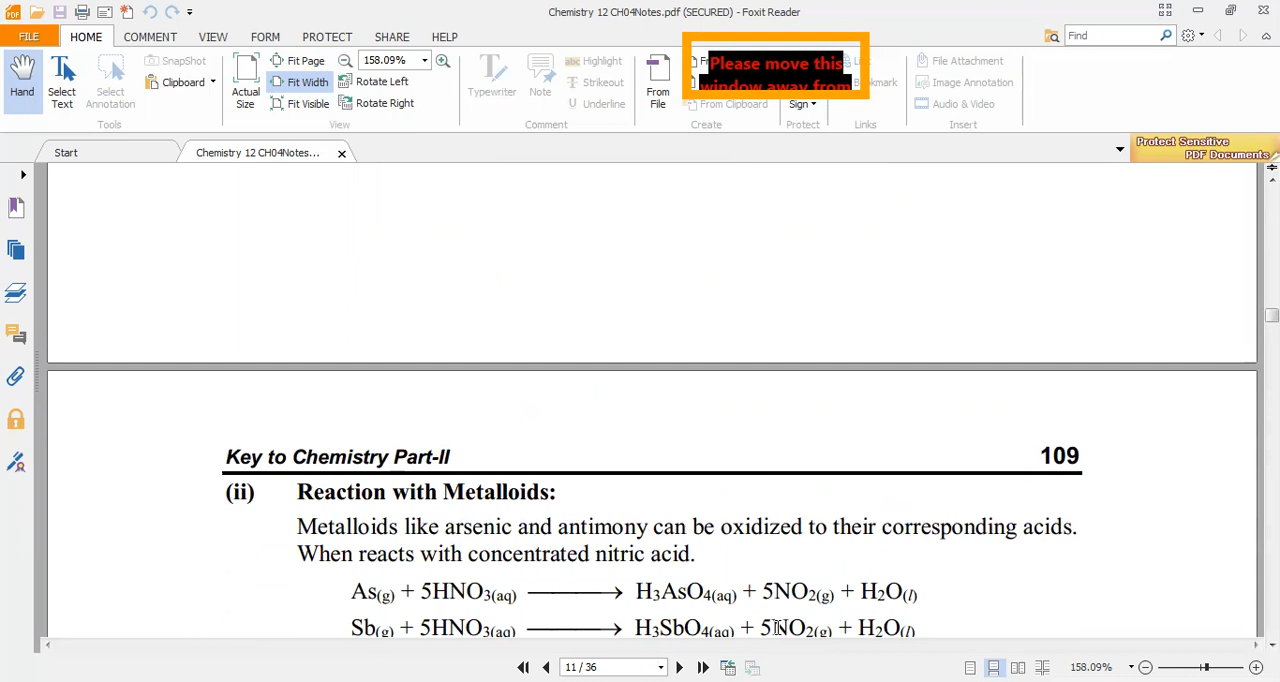 Chemistry 12 CH04Notes.pdf (SECURED) - Foxit Reader
FILE HOME COMMENT VIEW FORM PROTECT SHARE HELP Find
Hand Select Text SnapShot Clipboard Select Annotation Actual Size Fit Page Fit Width Fit Visible 158.09% Rotate Left Rotate Right Typewriter Note Highlight Strikeout Underline From File From Clipboard Sign File Attachment Image Annotation Audio & Video
Please move this
window away from
Tools View Comment Create Protect Links Insert
Start Chemistry 12 CH04Notes... Protect Sensitive
PDF Documents
Key to Chemistry Part-II 109
(ii) Reaction with Metalloids:
Metalloids like arsenic and antimony can be oxidized to their corresponding acids.
When reacts with concentrated nitric acid.
As(g) + 5HNO3(aq) ⟶ H3AsO4(aq) + 5NO2(g) + H2O(l)
Sb(g) + 5HNO3(aq) ⟶ H3SbO4(aq) + 5NO2(g) + H2O(l)
11 / 36 158.09%